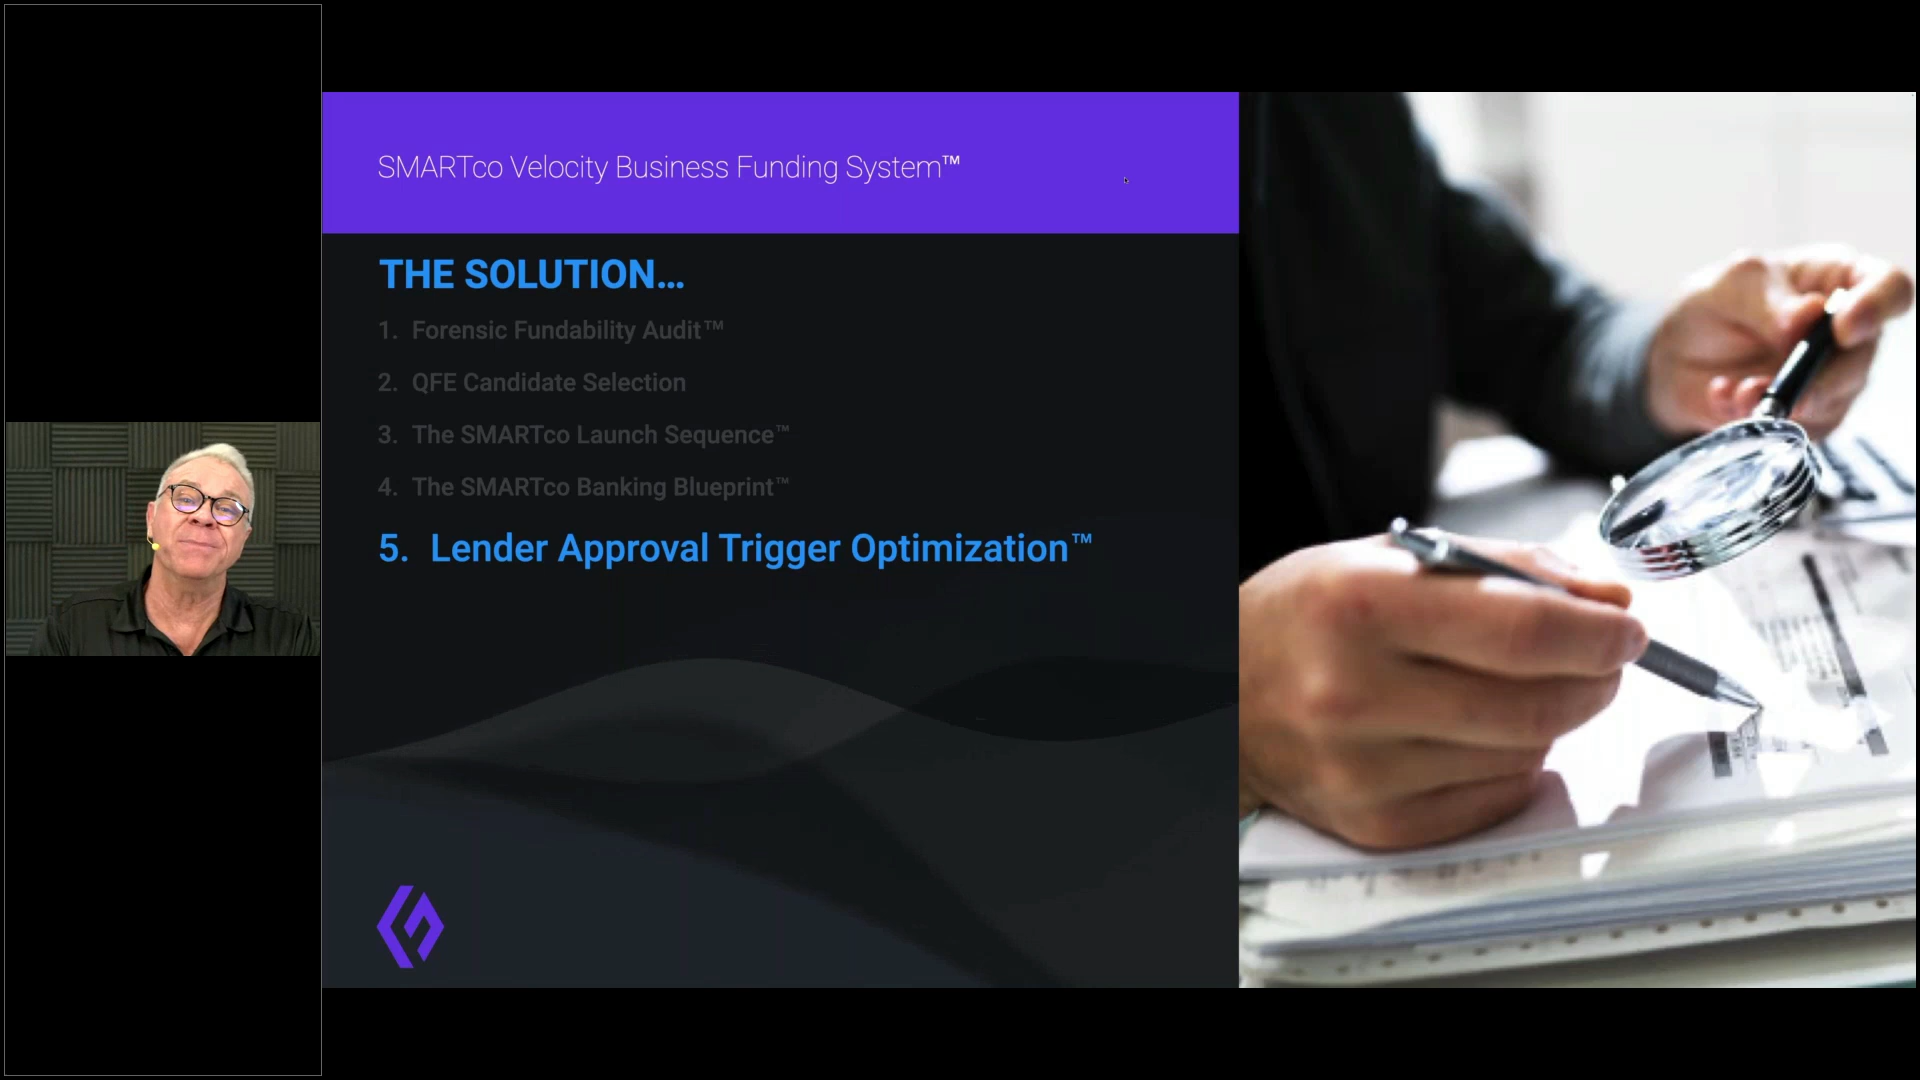 SMARTco Velocity Business Funding System™
THE SOLUTION...
1. Forensic Fundability Audit™
2. QFE Candidate Selection
3. The SMARTco Launch Sequence™
4. The SMARTco Banking Blueprint™
5. Lender Approval Trigger Optimization™